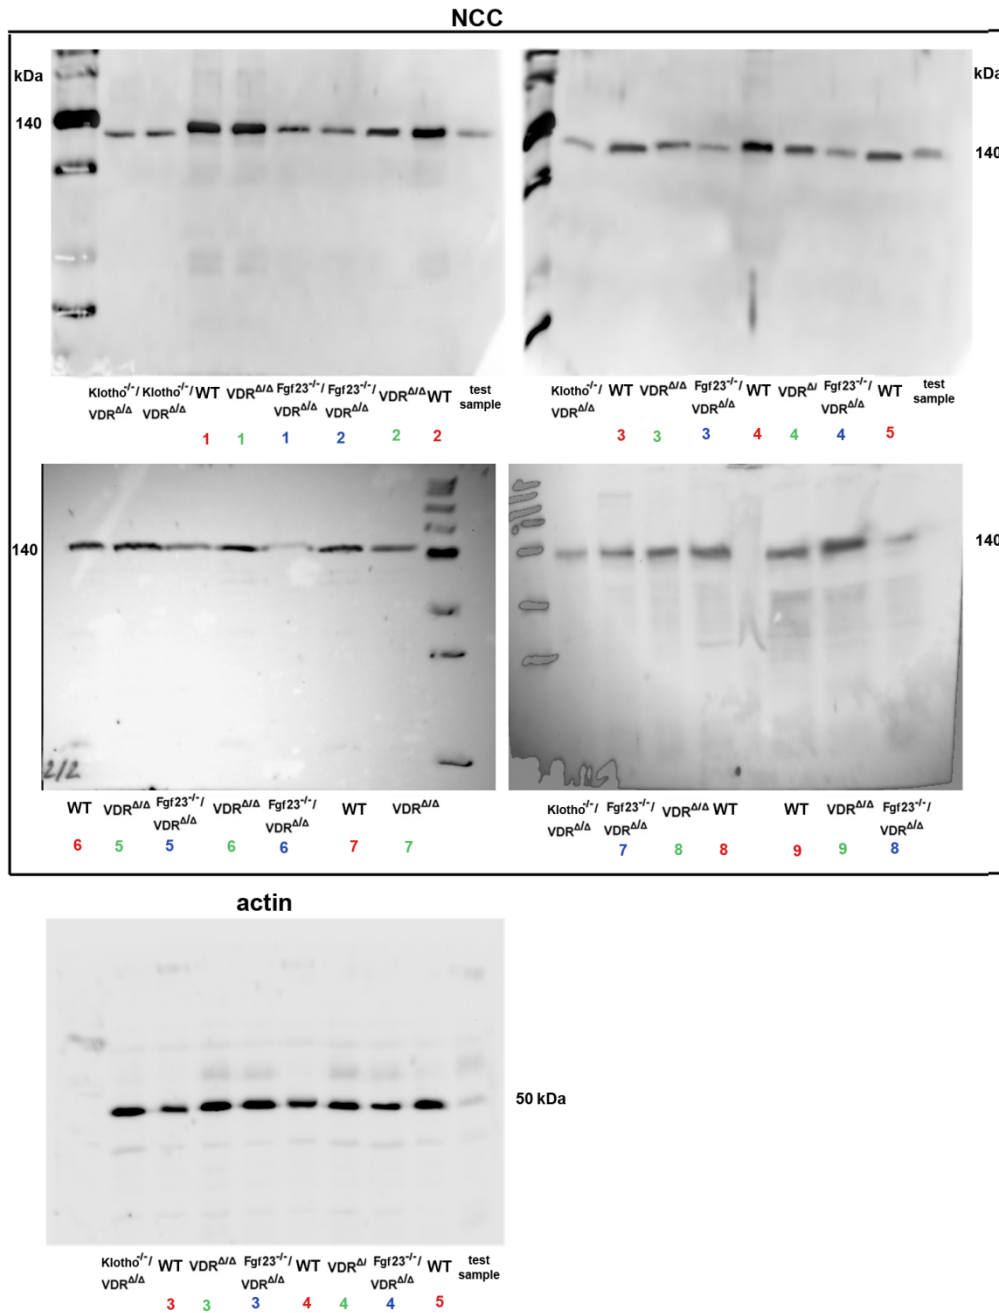 NCC
kDa
140
kDa
140
Klotho-/-/ Klotho-/-/ WT VDRΔ/Δ Fgf23-/-/ Fgf23-/-/ VDRΔ/Δ WT test
VDRΔ/Δ VDRΔ/Δ VDRΔ/Δ VDRΔ/Δ sample
1 1 1 2 2 2
Klotho-/-/ WT VDRΔ/Δ Fgf23-/-/ WT VDRΔ/ Fgf23-/-/ WT test
VDRΔ/Δ VDRΔ/Δ VDRΔ/Δ sample
3 3 3 4 4 4 5
140
2/2
140
WT VDRΔ/Δ Fgf23-/-/ VDRΔ/Δ Fgf23-/-/ WT VDRΔ/Δ
VDRΔ/Δ VDRΔ/Δ
6 5 5 6 6 7 7
Klotho-/-/ Fgf23-/-/ VDRΔ/Δ WT WT VDRΔ/Δ Fgf23-/-/
VDRΔ/Δ VDRΔ/Δ VDRΔ/Δ
7 8 8 9 9 8
actin
50 kDa
Klotho-/-/ WT VDRΔ/Δ Fgf23-/-/ WT VDRΔ/ Fgf23-/-/ WT test
VDRΔ/Δ VDRΔ/Δ VDRΔ/Δ sample
3 3 3 4 4 4 5